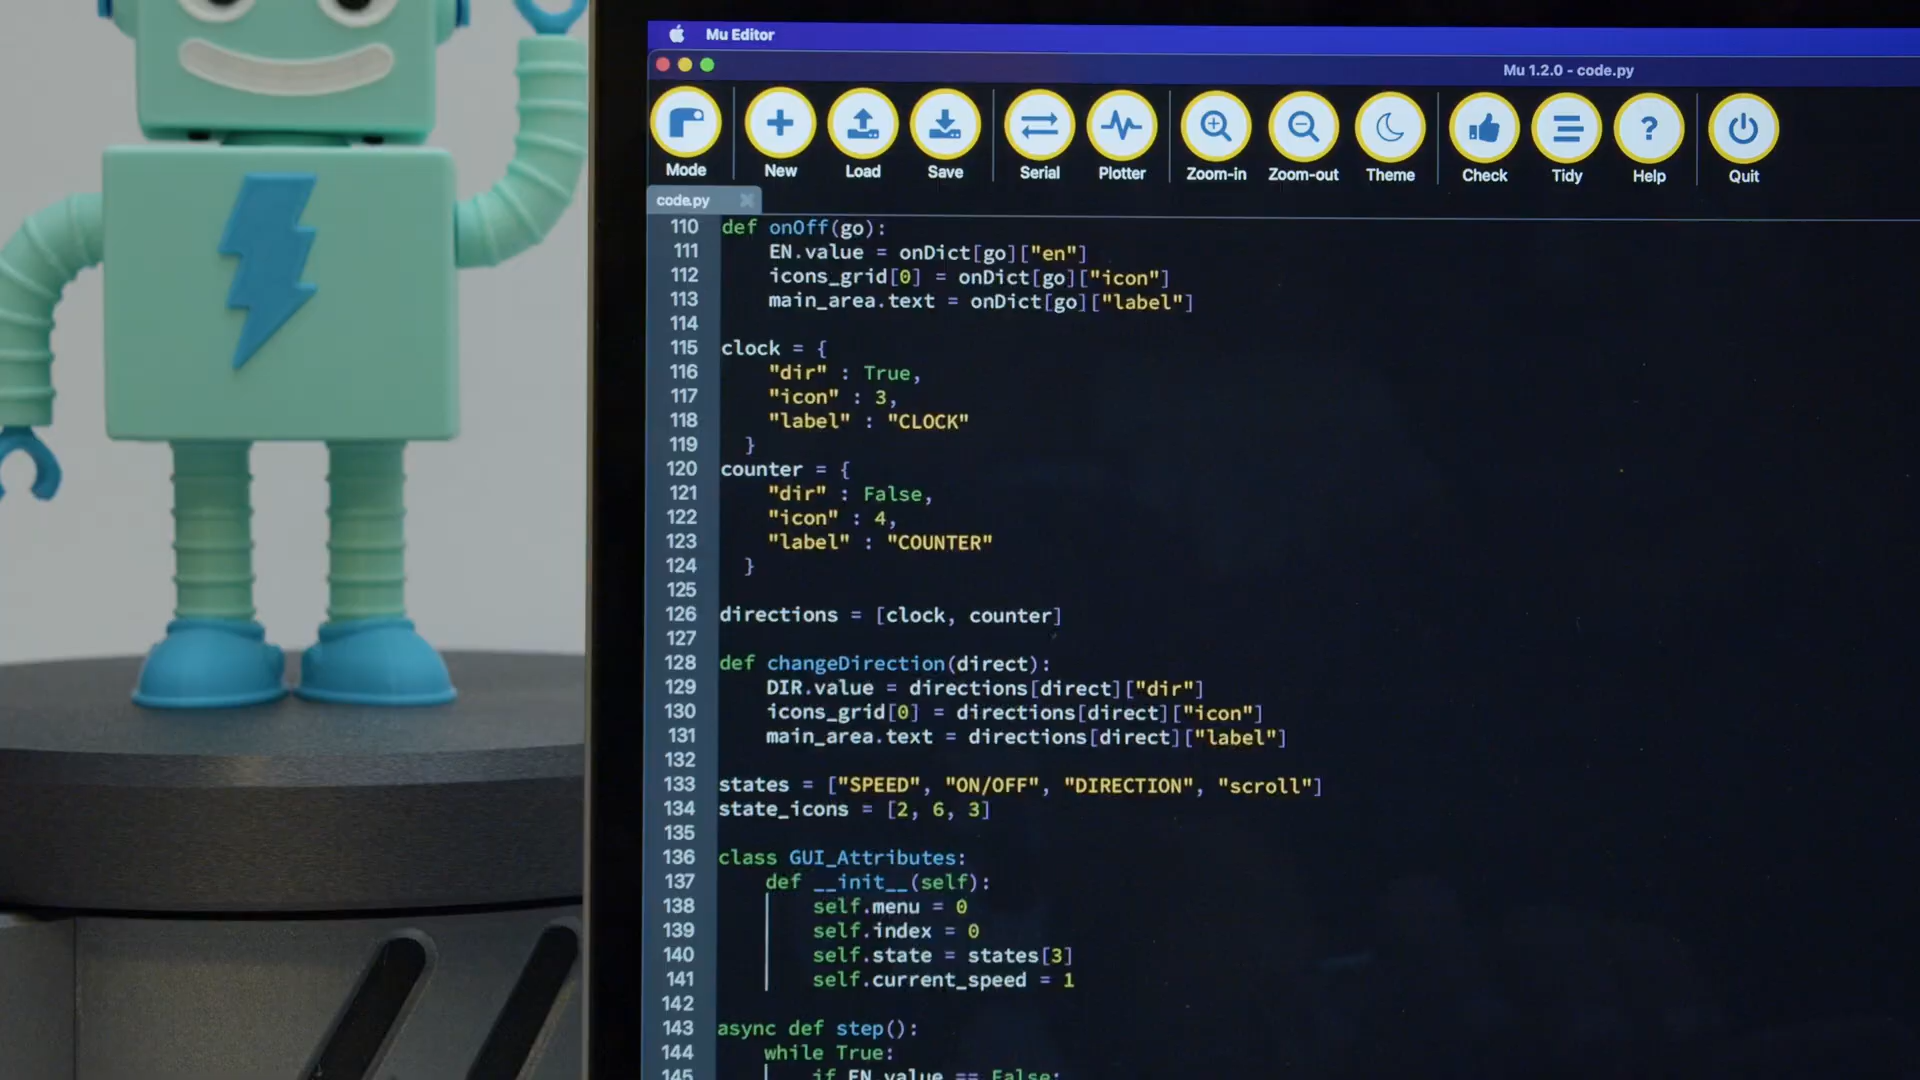 Mu Editor
Mu 1.2.0 - code.py
Mode New Load Save Serial Plotter Zoom-in Zoom-out Theme Check Tidy Help Quit
code.py
110 def onOff(go):
111     EN.value = onDict[go]["en"]
112     icons_grid[0] = onDict[go]["icon"]
113     main_area.text = onDict[go]["label"]
114
115 clock = {
116     "dir" : True,
117     "icon" : 3,
118     "label" : "CLOCK"
119   }
120 counter = {
121     "dir" : False,
122     "icon" : 4,
123     "label" : "COUNTER"
124   }
125
126 directions = [clock, counter]
127
128 def changeDirection(direct):
129     DIR.value = directions[direct]["dir"]
130     icons_grid[0] = directions[direct]["icon"]
131     main_area.text = directions[direct]["label"]
132
133 states = ["SPEED", "ON/OFF", "DIRECTION", "scroll"]
134 state_icons = [2, 6, 3]
135
136 class GUI_Attributes:
137     def __init__(self):
138         self.menu = 0
139         self.index = 0
140         self.state = states[3]
141         self.current_speed = 1
142
143 async def step():
144     while True:
145         if EN.value == False: